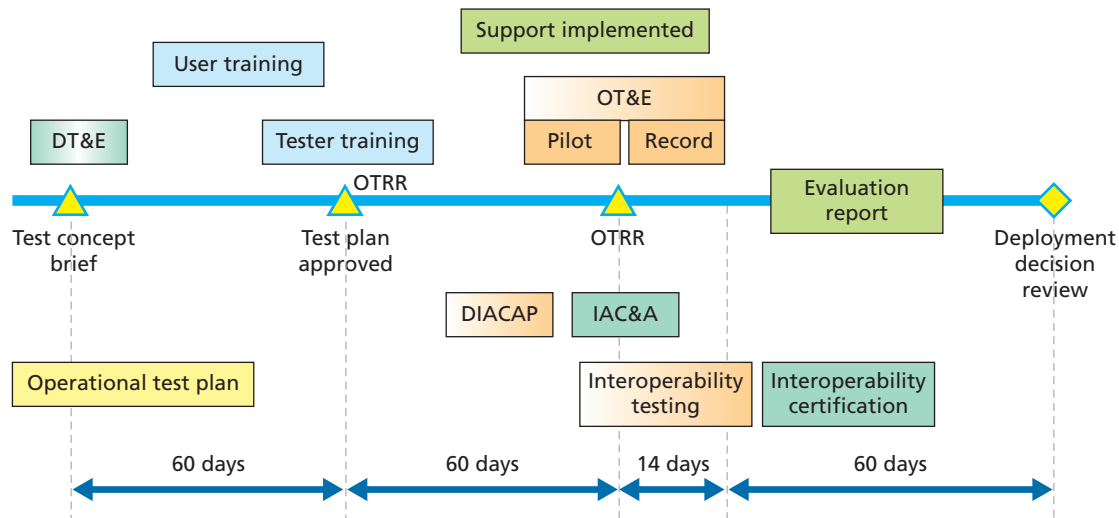 Support implemented
User training
OT&E
DT&E
Tester training
Pilot
Record
OTRR
Evaluation
report
Test concept
brief
Test plan
approved
OTRR
Deployment
decision
review
DIACAP
IAC&A
Operational test plan
Interoperability
testing
Interoperability
certification
60 days
60 days
14 days
60 days